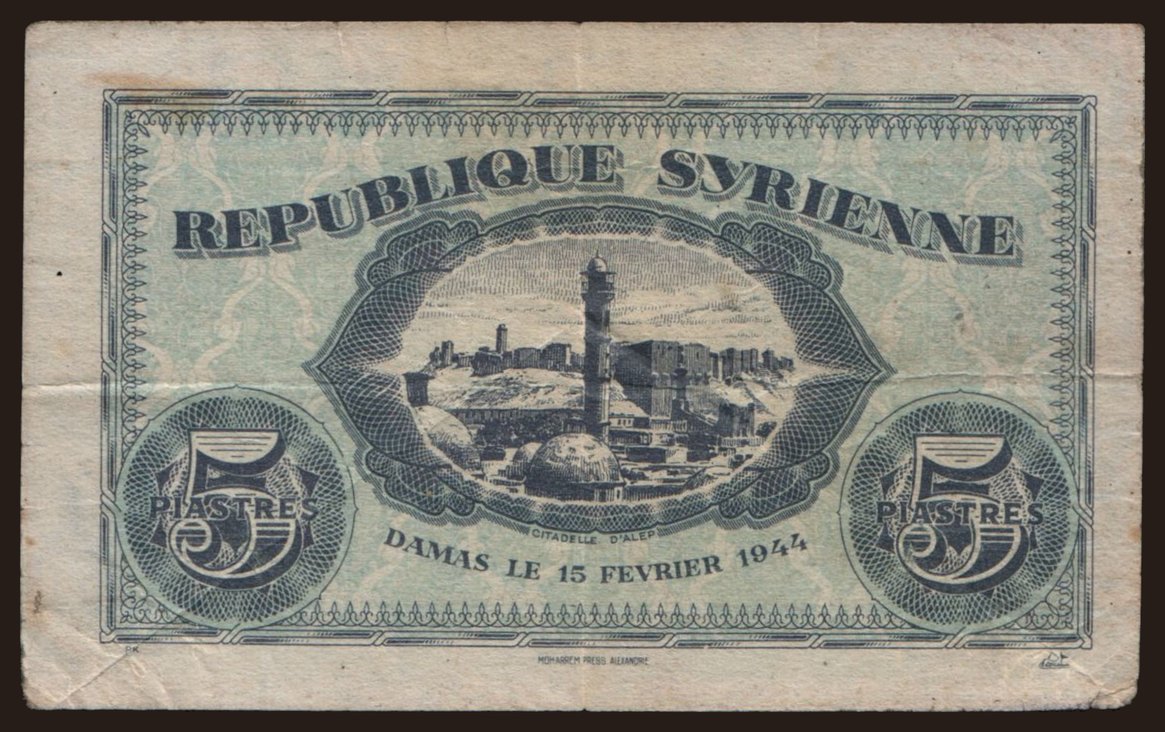 REPUBLIQUE SYRIENNE
CITADELLE D'ALEP
DAMAS LE 15 FEVRIER 1944
5
PIASTRES
5
PIASTRES
P.K.
MOHARREM PRESS ALEXANDRIE